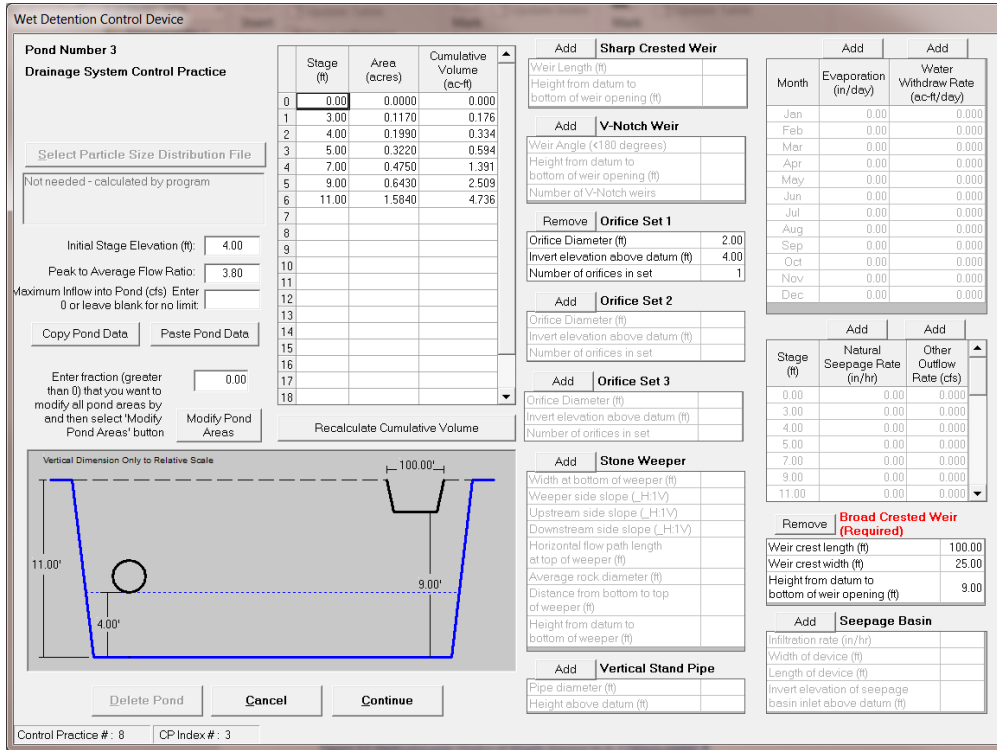 Wet Detention Control Device
Pond Number 3
Drainage System Control Practice
Select Particle Size Distribution File
Not needed - calculated by program
Initial Stage Elevation (ft): 4.00
Peak to Average Flow Ratio: 3.80
Maximum Inflow into Pond (cfs) Enter
0 or leave blank for no limit:
Copy Pond Data Paste Pond Data
Enter fraction (greater 0.00
than 0) that you want to
modify all pond areas by
and then select 'Modify
Pond Areas' button
Modify Pond
Areas
Stage
(ft)
Area
(acres)
Cumulative
Volume
(ac-ft)
0 0.00 0.0000 0.000
1 3.00 0.1170 0.176
2 4.00 0.1990 0.334
3 5.00 0.3220 0.594
4 7.00 0.4750 1.391
5 9.00 0.6430 2.509
6 11.00 1.5840 4.736
7
8
9
10
11
12
13
14
15
16
17
18
Recalculate Cumulative Volume
Vertical Dimension Only to Relative Scale
100.00'
11.00'
9.00'
4.00'
Delete Pond Cancel Continue
Control Practice # : 8 CP Index # : 3
Add Sharp Crested Weir
Weir Length (ft)
Height from datum to
bottom of weir opening (ft)
Add V-Notch Weir
Weir Angle (<180 degrees)
Height from datum to
bottom of weir opening (ft)
Number of V-Notch weirs
Remove Orifice Set 1
Orifice Diameter (ft) 2.00
Invert elevation above datum (ft) 4.00
Number of orifices in set 1
Add Orifice Set 2
Orifice Diameter (ft)
Invert elevation above datum (ft)
Number of orifices in set
Add Orifice Set 3
Orifice Diameter (ft)
Invert elevation above datum (ft)
Number of orifices in set
Add Stone Weeper
Width at bottom of weeper (ft)
Weeper side slope (_H:1V)
Upstream side slope (_H:1V)
Downstream side slope (_H:1V)
Horizontal flow path length
at top of weeper (ft)
Average rock diameter (ft)
Distance from bottom to top
of weeper (ft)
Height from datum to
bottom of weeper (ft)
Add Vertical Stand Pipe
Pipe diameter (ft)
Height above datum (ft)
Add Add
Month
Evaporation
(in/day)
Water
Withdraw Rate
(ac-ft/day)
Jan 0.00 0.000
Feb 0.00 0.000
Mar 0.00 0.000
Apr 0.00 0.000
May 0.00 0.000
Jun 0.00 0.000
Jul 0.00 0.000
Aug 0.00 0.000
Sep 0.00 0.000
Oct 0.00 0.000
Nov 0.00 0.000
Dec 0.00 0.000
Add Add
Stage
(ft)
Natural
Seepage Rate
(in/hr)
Other
Outflow
Rate (cfs)
0.00 0.00 0.000
3.00 0.00 0.000
4.00 0.00 0.000
5.00 0.00 0.000
7.00 0.00 0.000
9.00 0.00 0.000
11.00 0.00 0.000
Remove Broad Crested Weir
(Required)
Weir crest length (ft) 100.00
Weir crest width (ft) 25.00
Height from datum to
bottom of weir opening (ft) 9.00
Add Seepage Basin
Infiltration rate (in/hr)
Width of device (ft)
Length of device (ft)
Invert elevation of seepage
basin inlet above datum (ft)